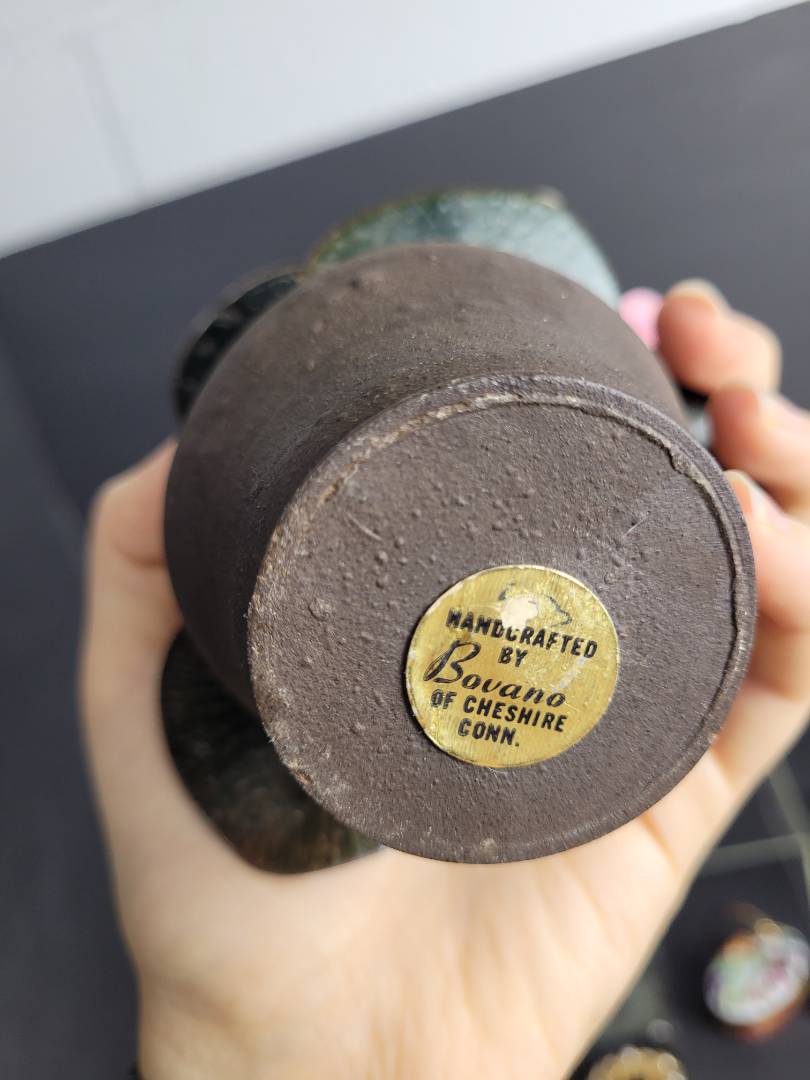 HANDCRAFTED
BY
Bovano
OF CHESHIRE
CONN.